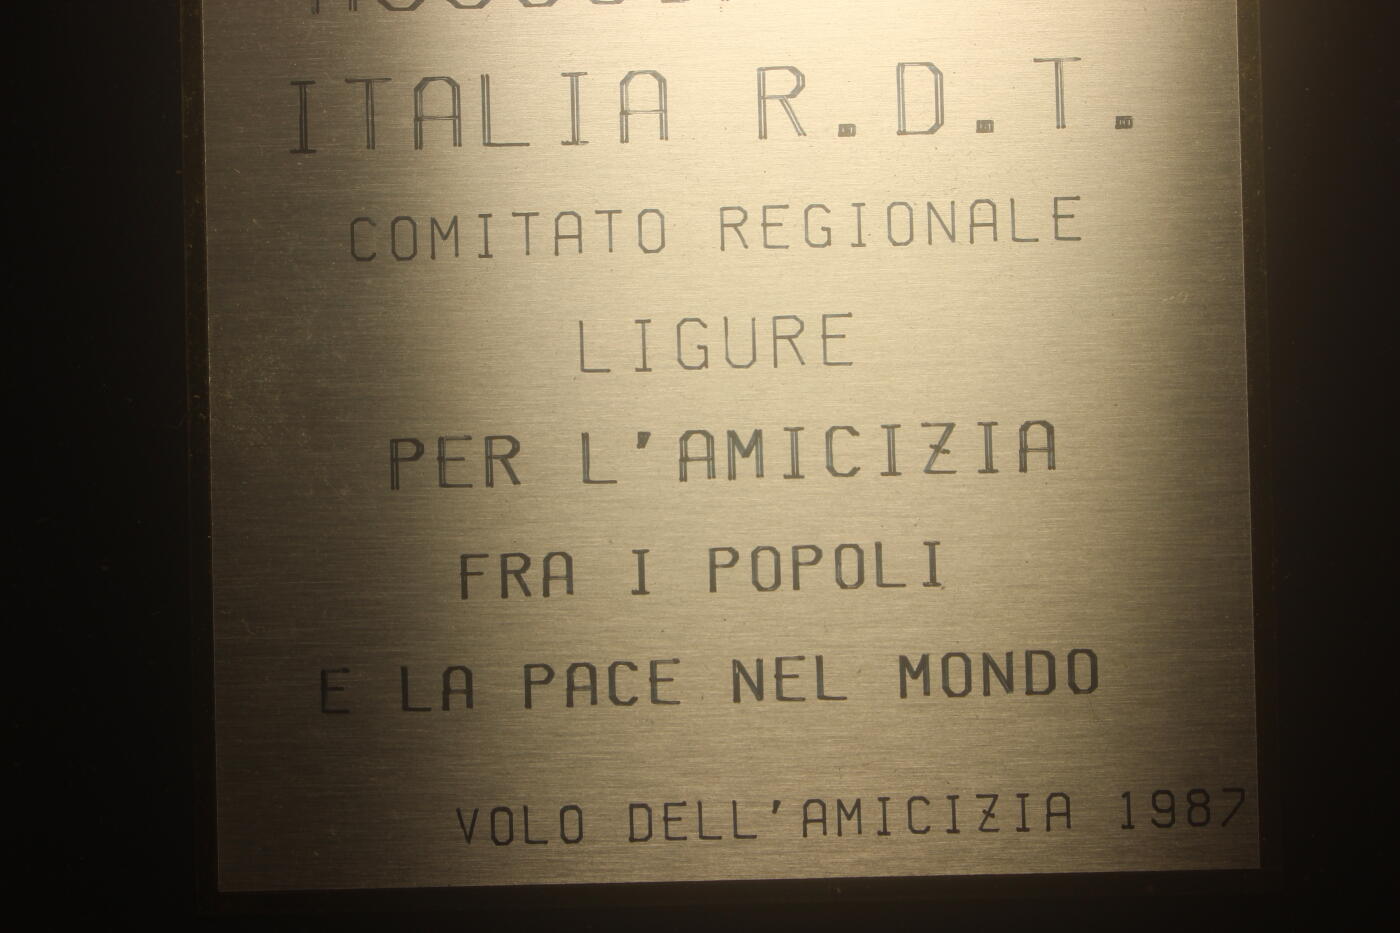 ITALIA R.D.T.
COMITATO REGIONALE
LIGURE
PER L'AMICIZIA
FRA I POPOLI
E LA PACE NEL MONDO
VOLO DELL'AMICIZIA 1987